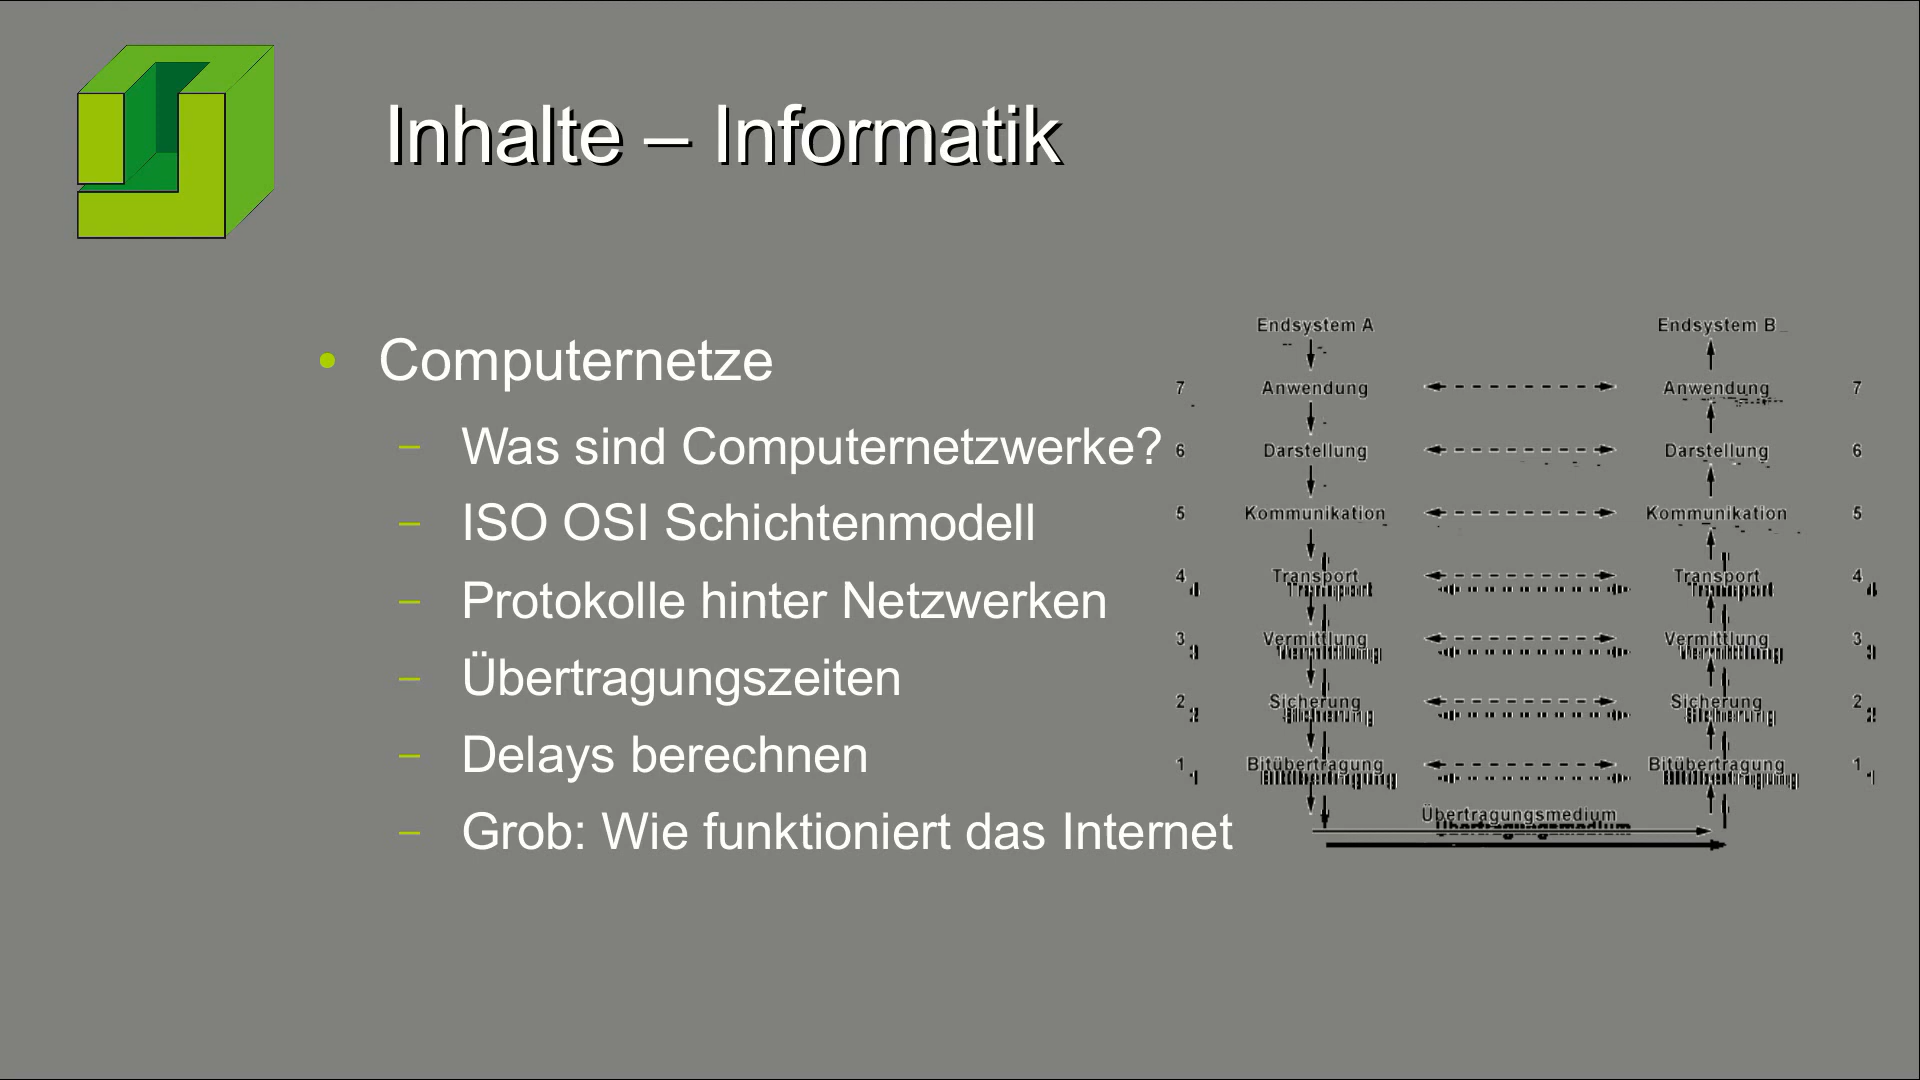 Inhalte – Informatik
• Computernetze
– Was sind Computernetzwerke?
– ISO OSI Schichtenmodell
– Protokolle hinter Netzwerken
– Übertragungszeiten
– Delays berechnen
– Grob: Wie funktioniert das Internet
Endsystem A Endsystem B
7 Anwendung Anwendung 7
6 Darstellung Darstellung 6
5 Kommunikation Kommunikation 5
4 Transport Transport 4
3 Vermittlung Vermittlung 3
2 Sicherung Sicherung 2
1 Bitübertragung Bitübertragung 1
Übertragungsmedium